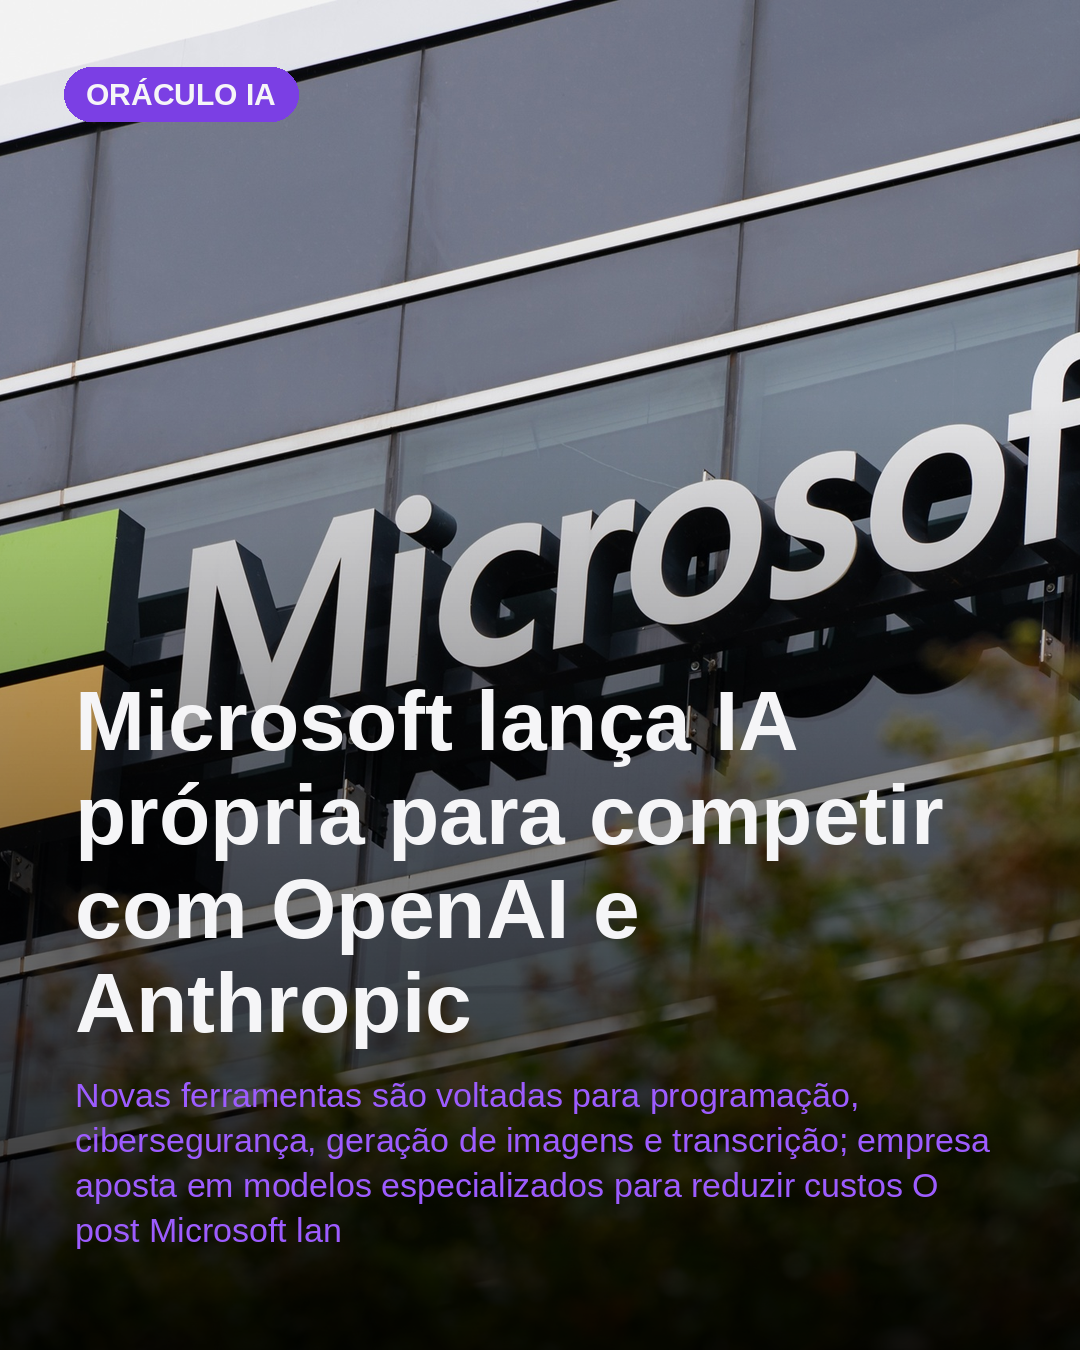 ORÁCULO IA
Microsof
Microsoft lança IA
própria para competir
com OpenAI e
Anthropic
Novas ferramentas são voltadas para programação,
cibersegurança, geração de imagens e transcrição; empresa
aposta em modelos especializados para reduzir custos O
post Microsoft lan